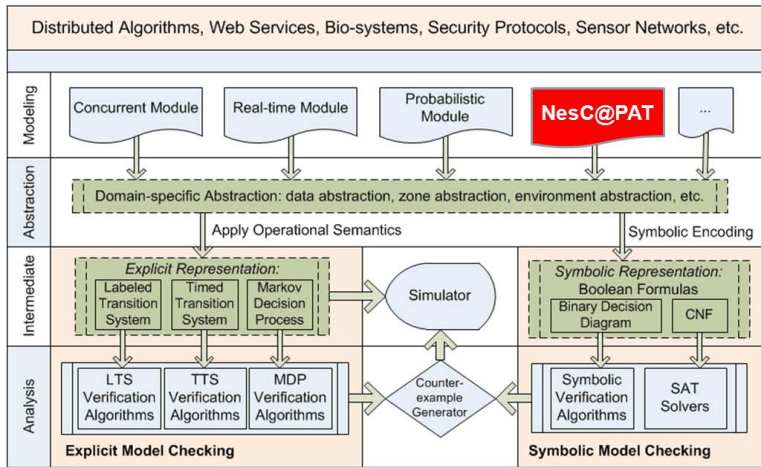 Distributed Algorithms, Web Services, Bio-systems, Security Protocols, Sensor Networks, etc.
Modeling
Concurrent Module
Real-time Module
Probabilistic
Module
NesC@PAT
...
Abstraction
Domain-specific Abstraction: data abstraction, zone abstraction, environment abstraction, etc.
Apply Operational Semantics
Symbolic Encoding
Intermediate
Explicit Representation:
Labeled
Transition
System
Timed
Transition
System
Markov
Decision
Process
Simulator
Symbolic Representation:
Boolean Formulas
Binary Decision
Diagram
CNF
Analysis
LTS
Verification
Algorithms
TTS
Verification
Algorithms
MDP
Verification
Algorithms
Counter-
example
Generator
Symbolic
Verification
Algorithms
SAT
Solvers
Explicit Model Checking
Symbolic Model Checking